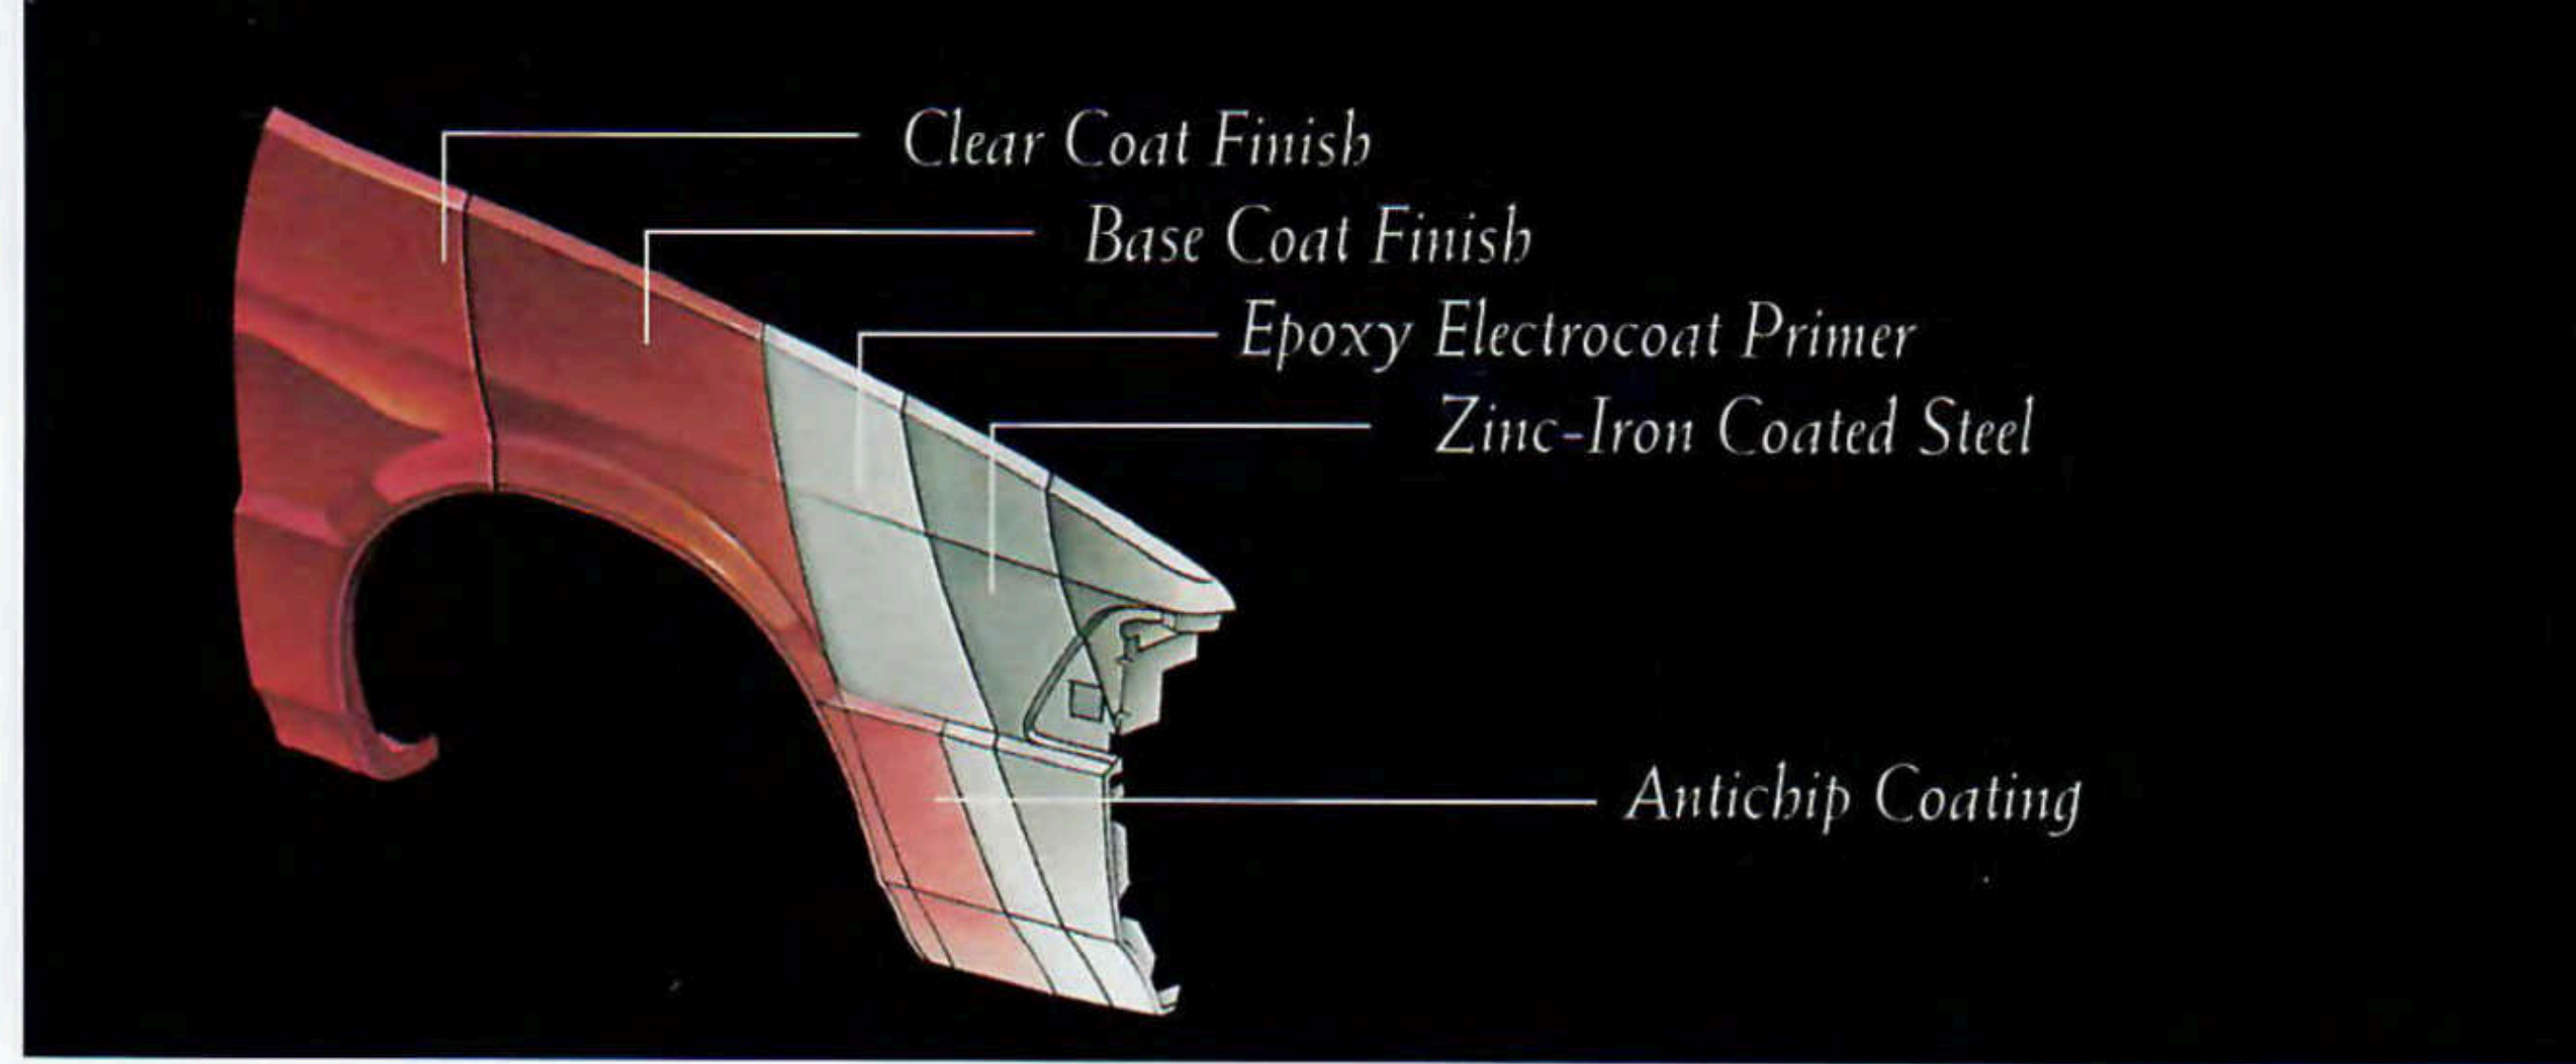 Clear Coat Finish
Base Coat Finish
Epoxy Electrocoat Primer
Zinc-Iron Coated Steel
Antichip Coating